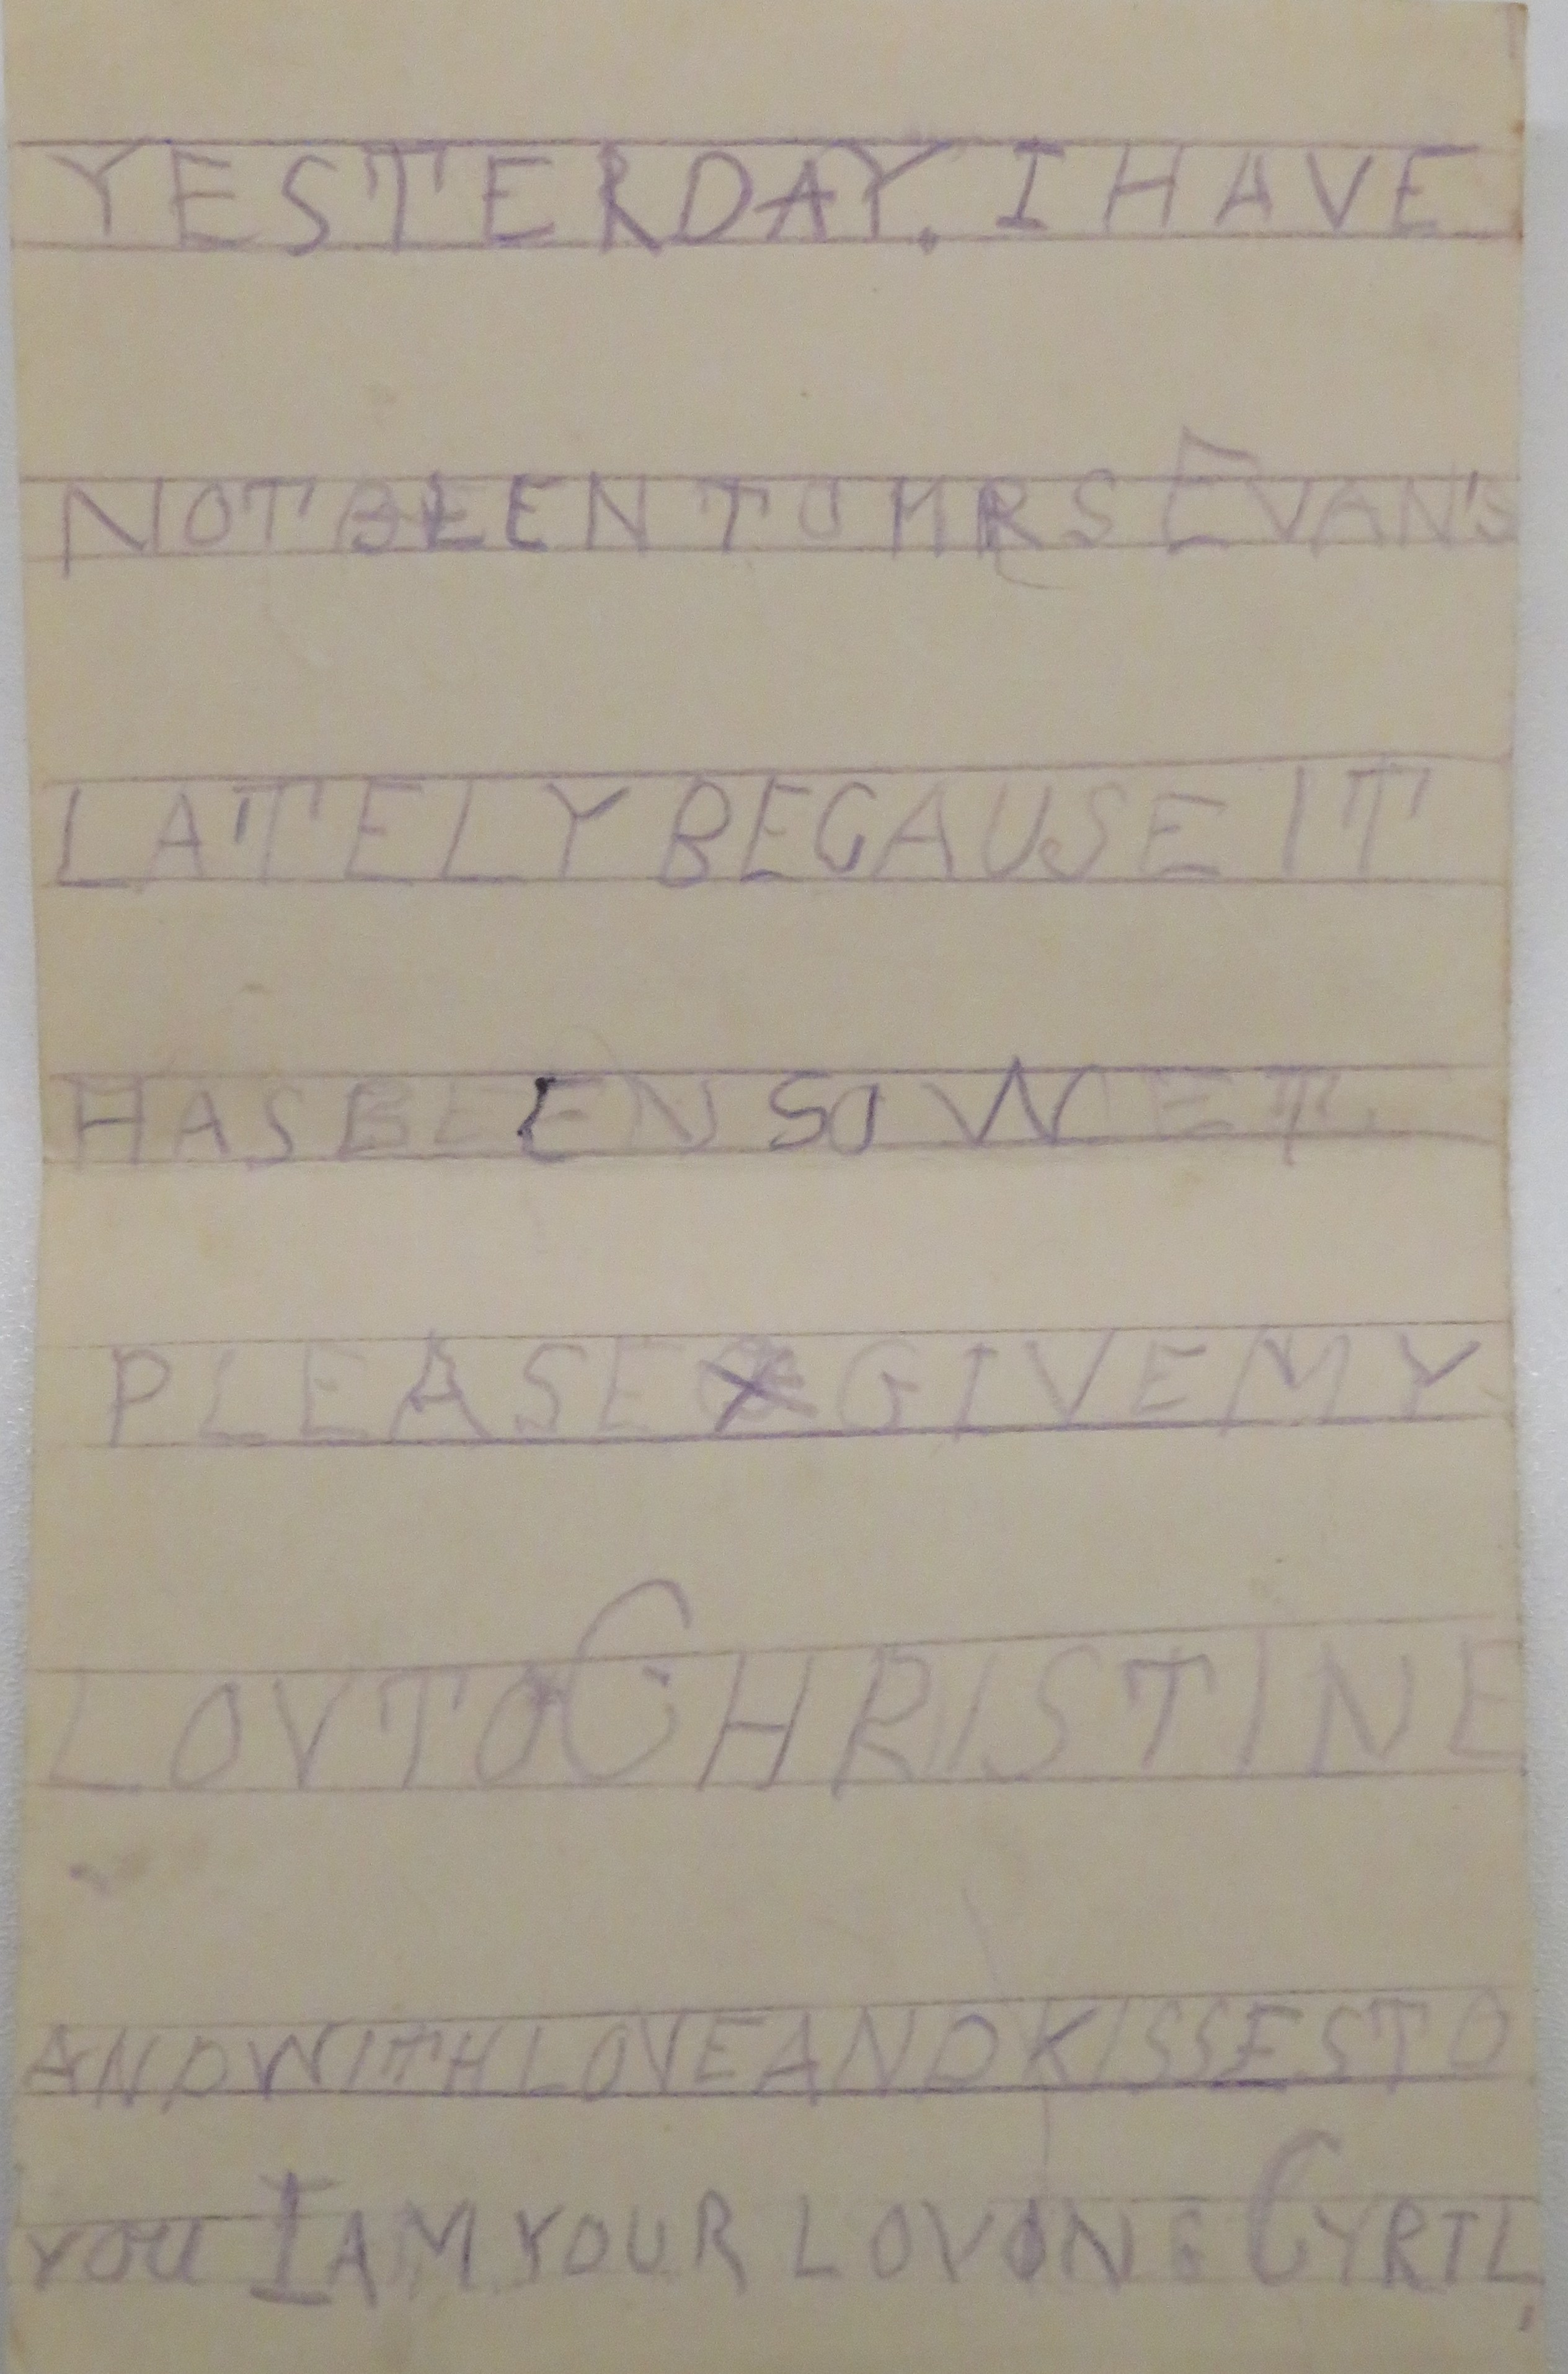 YESTERDAY. I HAVE
NOT BEEN TO MRS EVAN'S
LATELY BECAUSE IT
HAS BEEN SO WET.
PLEASE GIVE MY
LOV TO CHRISTINE
AND WITH LOVE AND KISSES TO
YOU I AM YOUR LOVING CYRIL